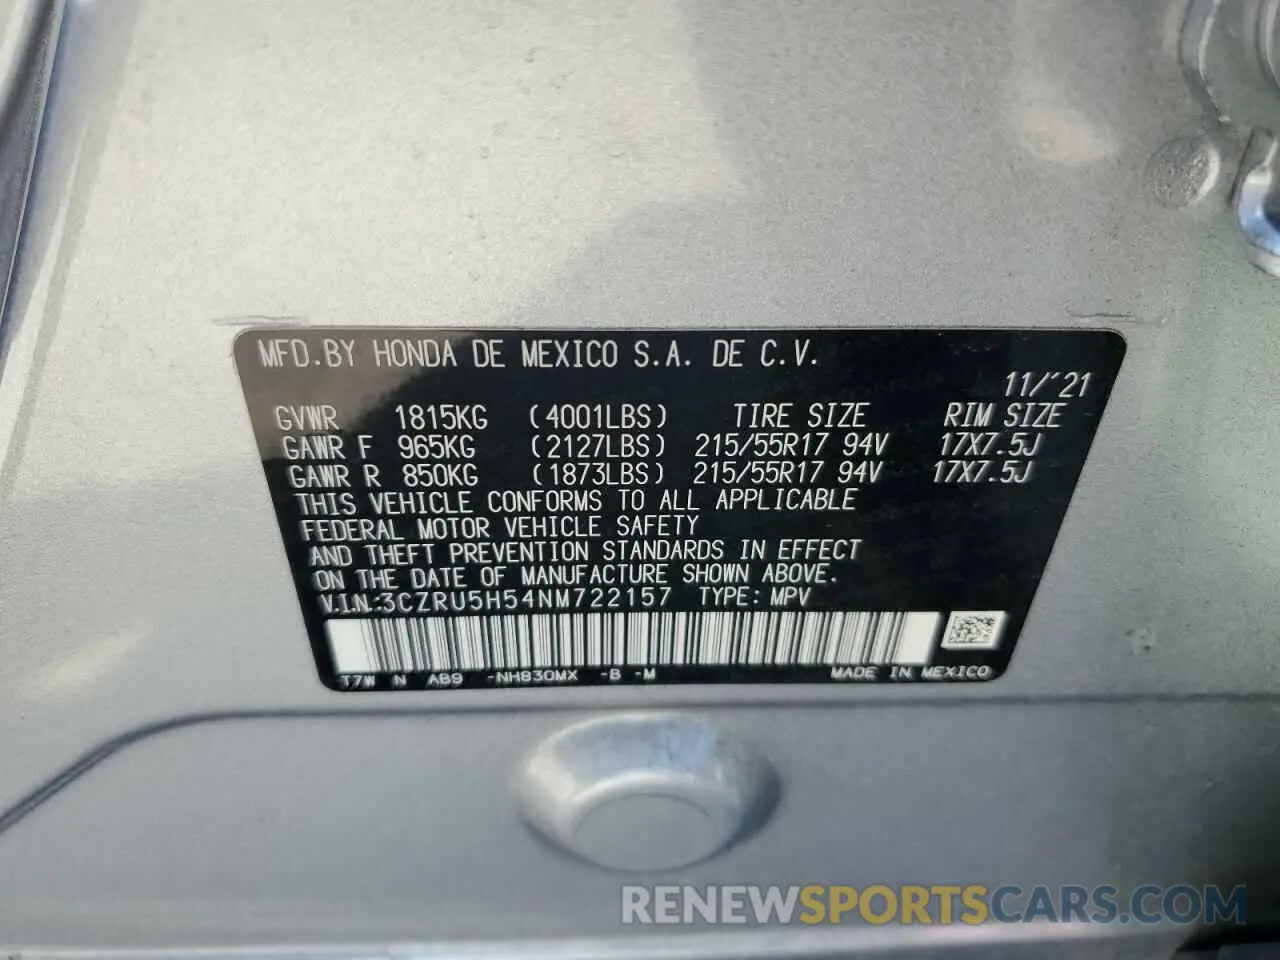 MFD.BY HONDA DE MEXICO S.A. DE C.V.
11/'21
GVWR 1815KG (4001LBS) TIRE SIZE RIM SIZE
GAWR F 965KG (2127LBS) 215/55R17 94V 17X7.5J
GAWR R 850KG (1873LBS) 215/55R17 94V 17X7.5J
THIS VEHICLE CONFORMS TO ALL APPLICABLE
FEDERAL MOTOR VEHICLE SAFETY
AND THEFT PREVENTION STANDARDS IN EFFECT
ON THE DATE OF MANUFACTURE SHOWN ABOVE.
V.I.N.:3CZRU5H54NM722157 TYPE: MPV
T7W N AB9 -NH830MX -B -M MADE IN MEXICO
RENEWSPORTSCARS.COM